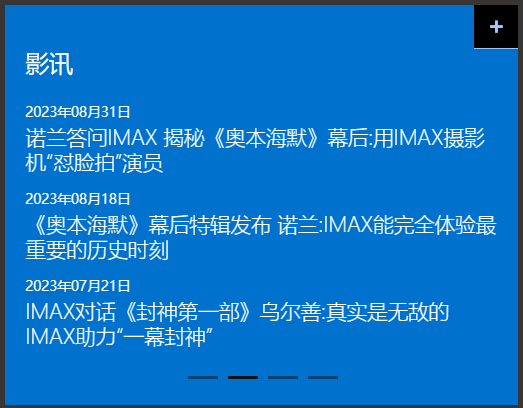 +
影讯
2023年08月31日
诺兰答问IMAX 揭秘《奥本海默》幕后:用IMAX摄影
机“怼脸拍”演员
2023年08月18日
《奥本海默》幕后特辑发布 诺兰:IMAX能完全体验最
重要的历史时刻
2023年07月21日
IMAX对话《封神第一部》乌尔善:真实是无敌的
IMAX助力“一幕封神”